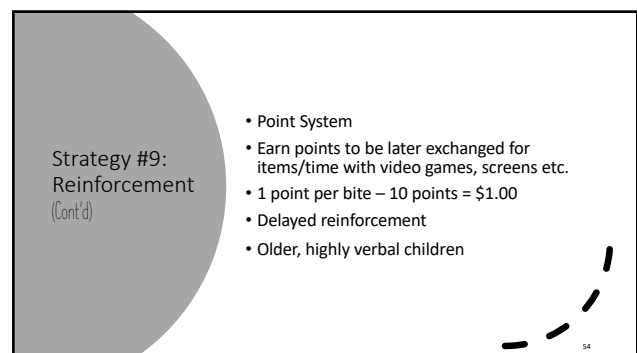 Strategy #9:
Reinforcement
(Cont'd)
• Point System
• Earn points to be later exchanged for
items/time with video games, screens etc.
• 1 point per bite – 10 points = $1.00
• Delayed reinforcement
• Older, highly verbal children
54